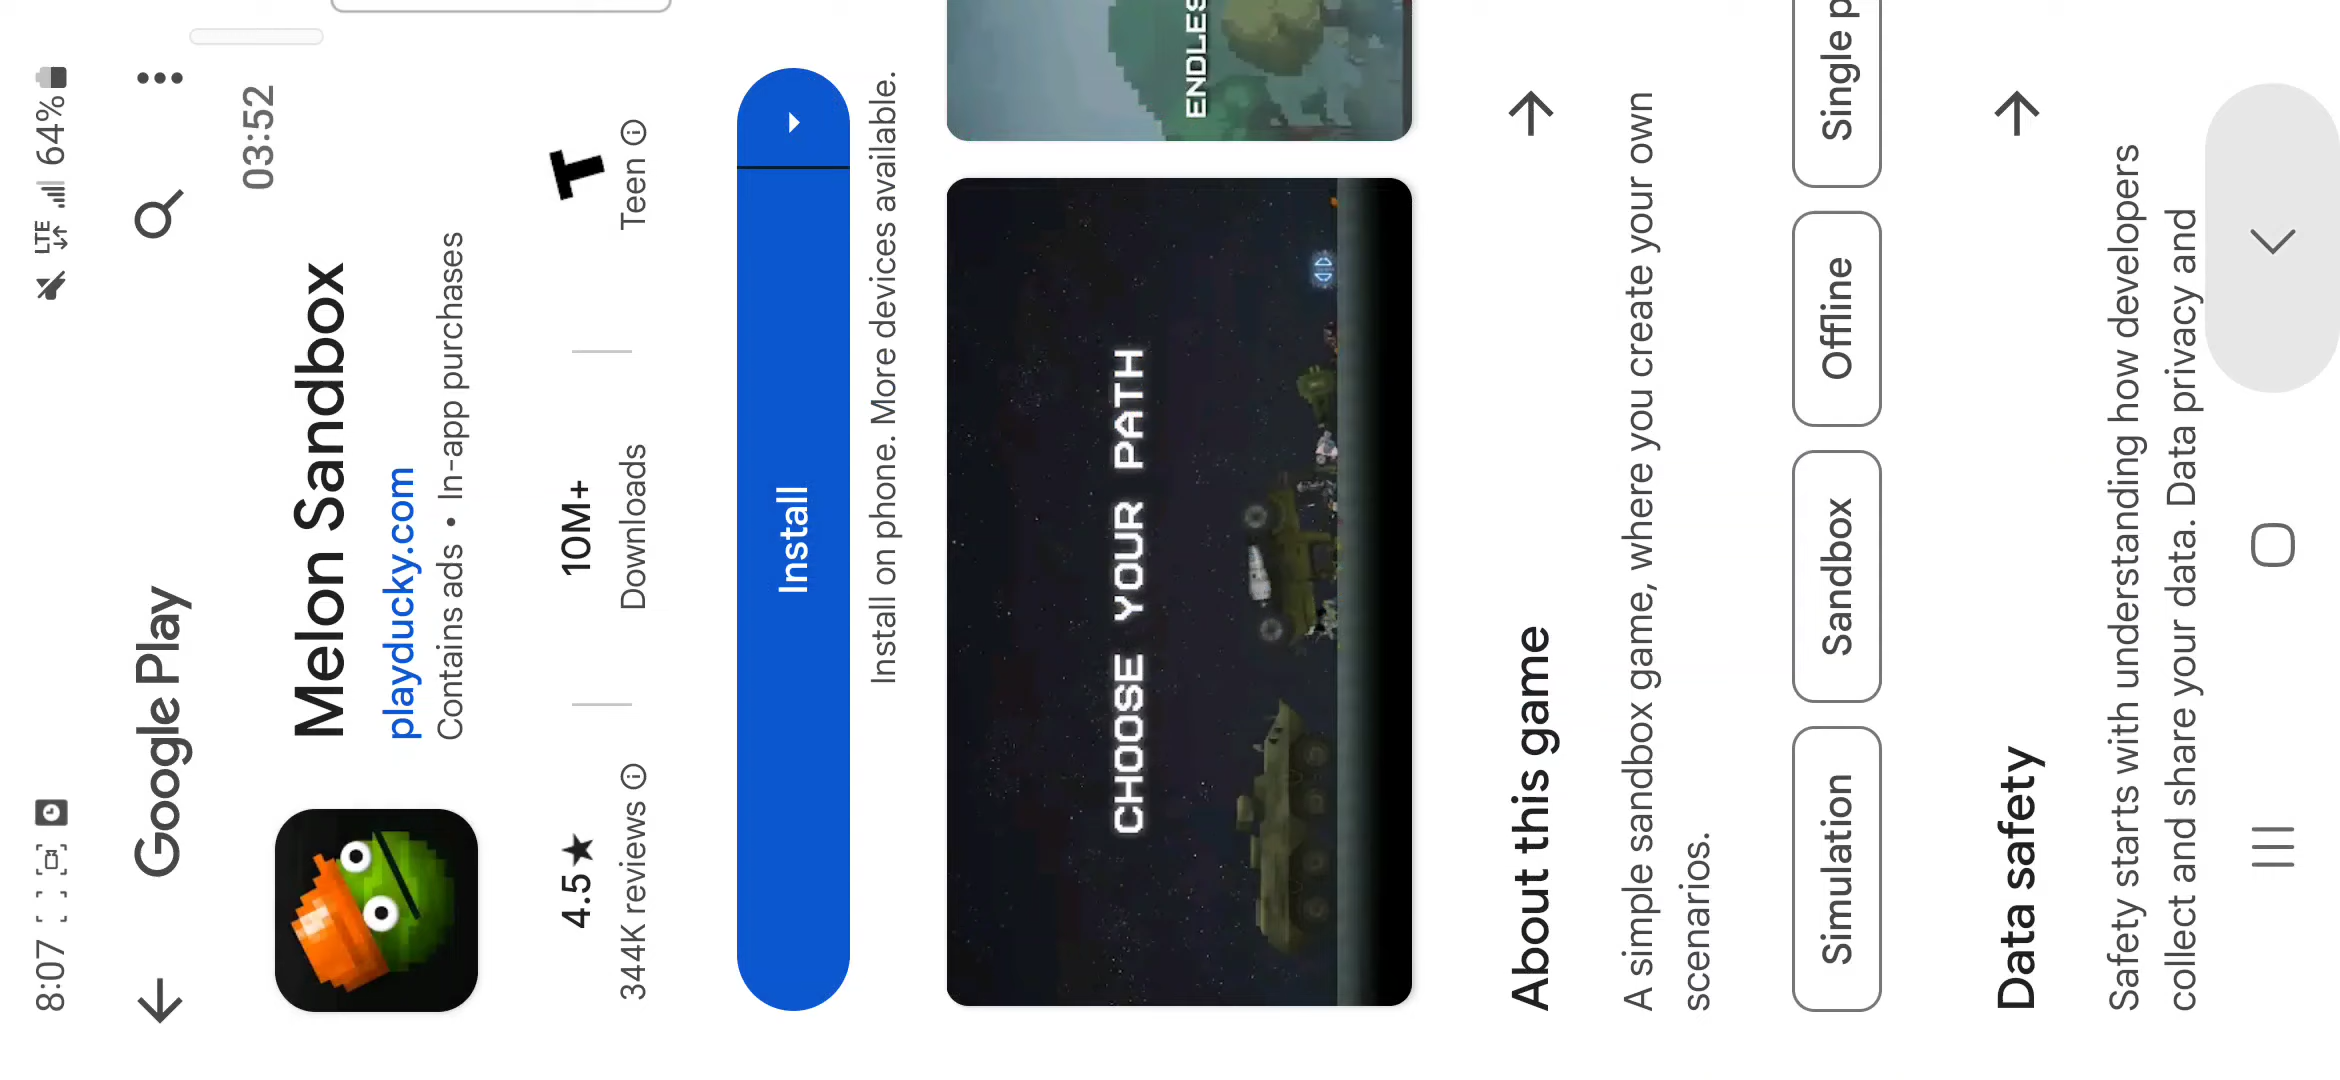 8:07 LTE 64%
Google Play
03:52
Melon Sandbox
playducky.com
Contains ads • In-app purchases
4.5★ 10M+ T
344K reviews Downloads Teen
Install
Install on phone. More devices available.
CHOOSE YOUR PATH
ENDLES
About this game
A simple sandbox game, where you create your own
scenarios.
Simulation Sandbox Offline Single p
Data safety
Safety starts with understanding how developers
collect and share your data. Data privacy and